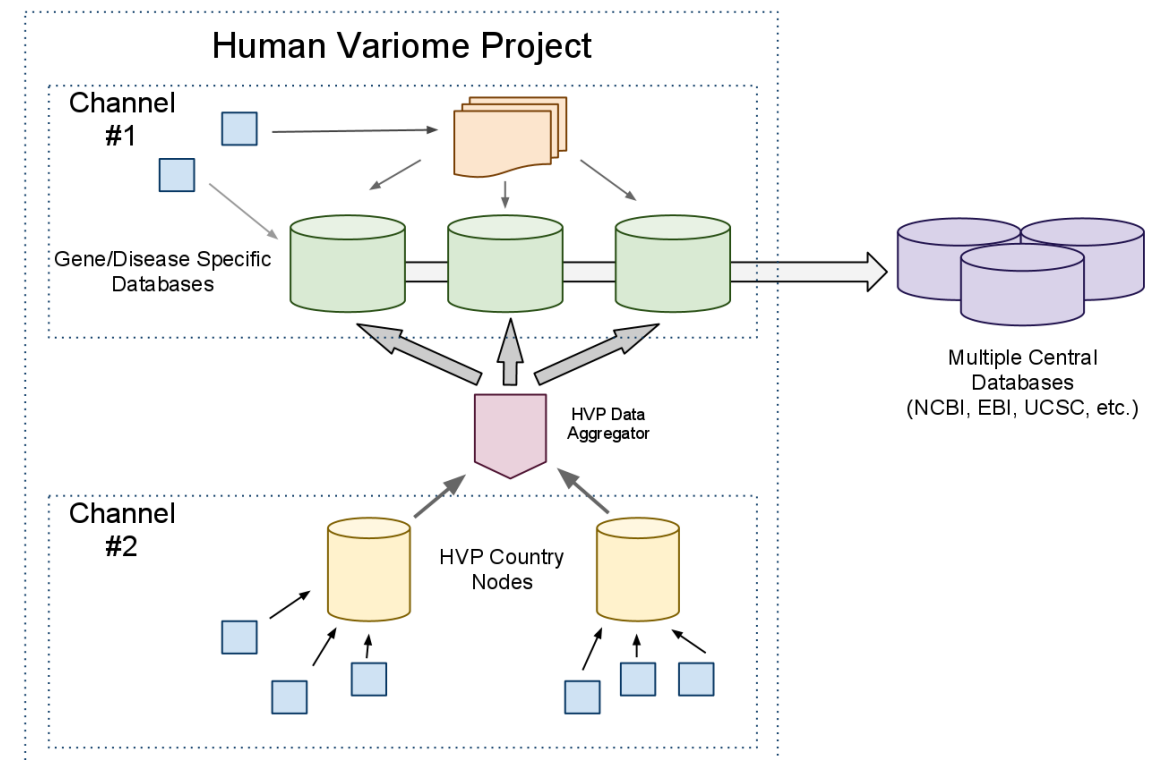 Human Variome Project
Channel
#1
Gene/Disease Specific
Databases
Multiple Central
Databases
(NCBI, EBI, UCSC, etc.)
HVP Data
Aggregator
Channel
#2
HVP Country
Nodes